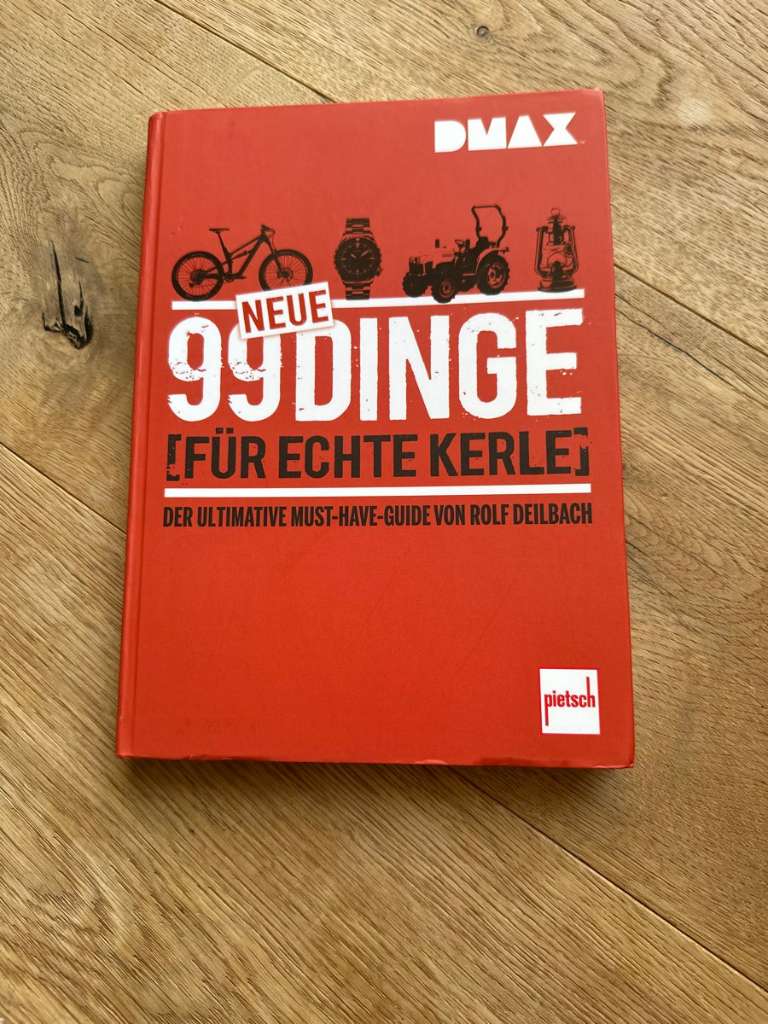 DMAX
NEUE
99 DINGE
[FÜR ECHTE KERLE]
DER ULTIMATIVE MUST-HAVE-GUIDE VON ROLF DEILBACH
pietsch